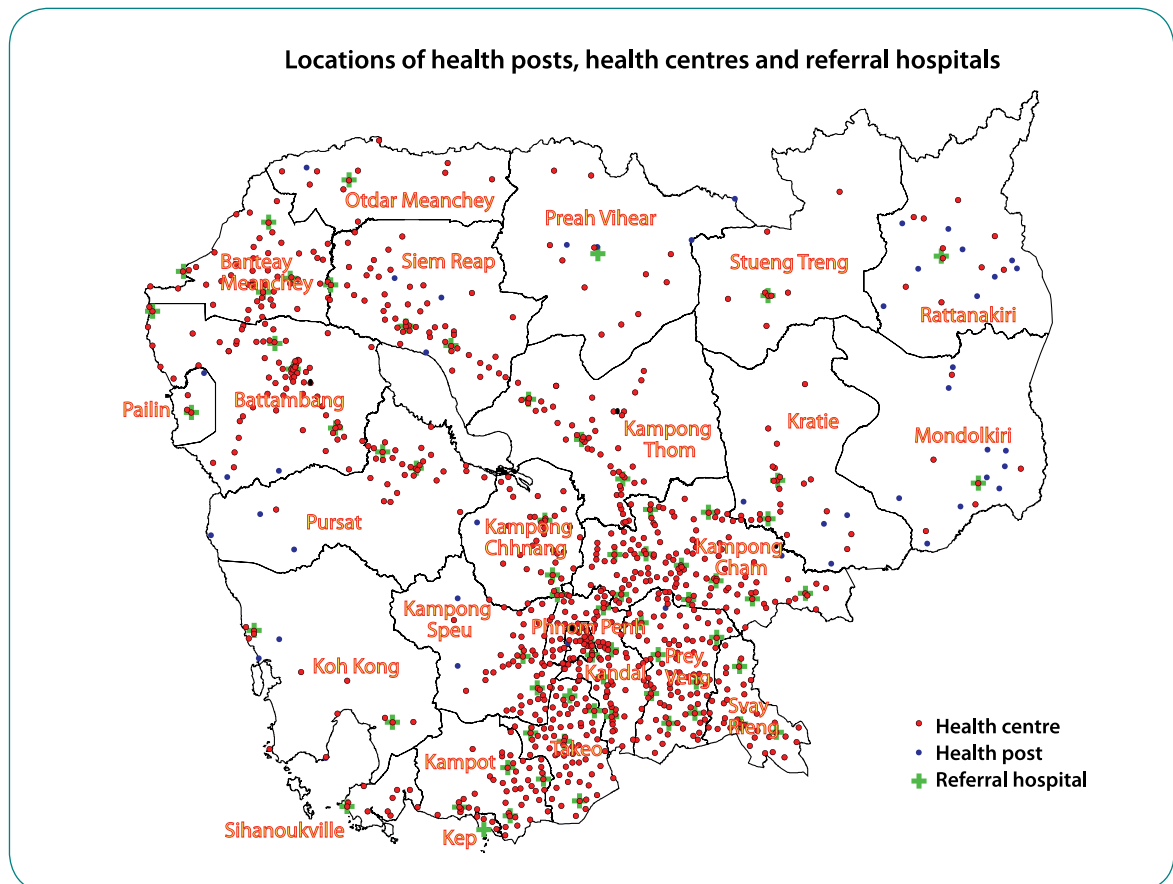 Locations of health posts, health centres and referral hospitals
Otdar Meanchey
Preah Vihear
Banteay
Meanchey
Siem Reap
Stueng Treng
Rattanakiri
Pailin
Battambang
Kampong
Thom
Kratie
Mondolkiri
Pursat
Kampong
Chhnang
Kampong
Cham
Kampong
Speu
Phnom Penh
Koh Kong
Kandal
Prey
Veng
Svay
Rieng
Takeo
Kampot
Sihanoukville
Kep
Health centre
Health post
Referral hospital